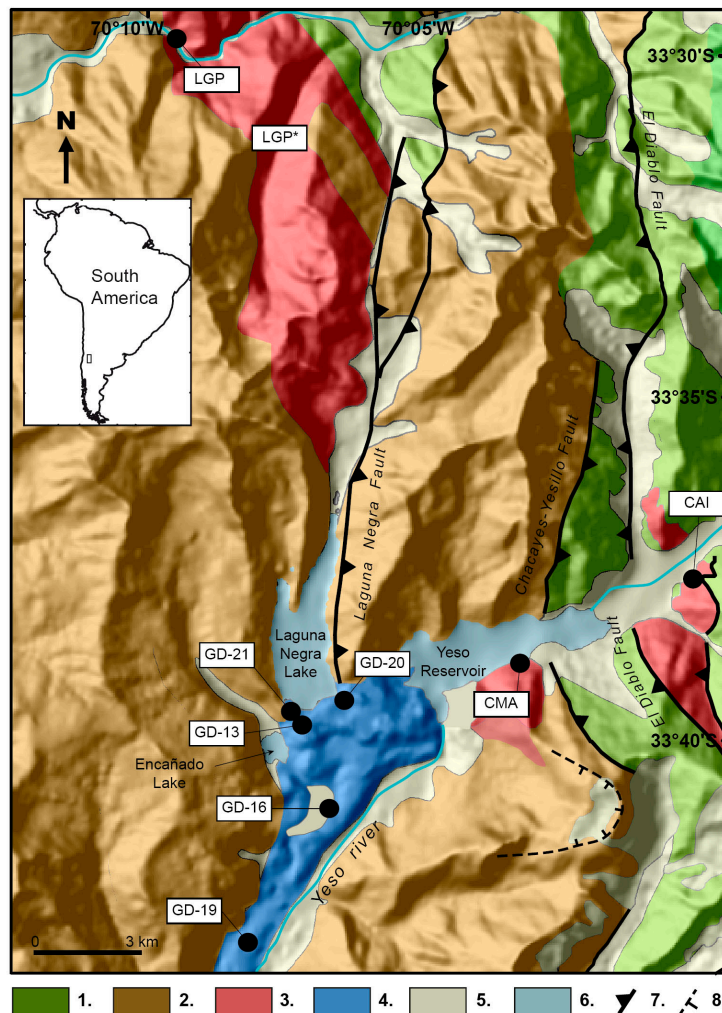 70°10'W
70°05'W
33°30'S
LGP
LGP*
N
El Diablo Fault
South
America
33°35'S
Laguna Negra Fault
Chacayes-Yesillo Fault
CAI
Laguna
Negra
Lake
GD-21
GD-20
Yeso
Reservoir
El Diablo Fault
GD-13
CMA
33°40'S
Encañado
Lake
GD-16
Yeso river
GD-19
0 3 km
1. 2. 3. 4. 5. 6. 7. 8.